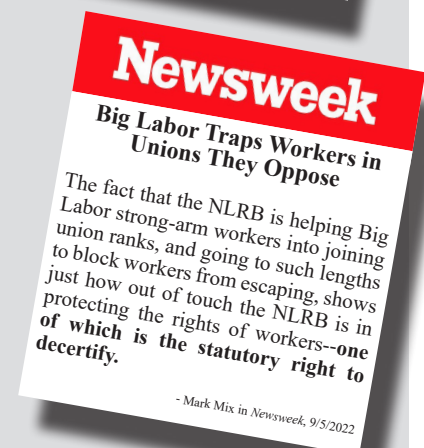 Newsweek
Big Labor Traps Workers in
Unions They Oppose
The fact that the NLRB is helping Big
Labor strong-arm workers into joining
union ranks, and going to such lengths
to block workers from escaping, shows
just how out of touch the NLRB is in
protecting the rights of workers--one
of which is the statutory right to
decertify.
- Mark Mix in Newsweek, 9/5/2022